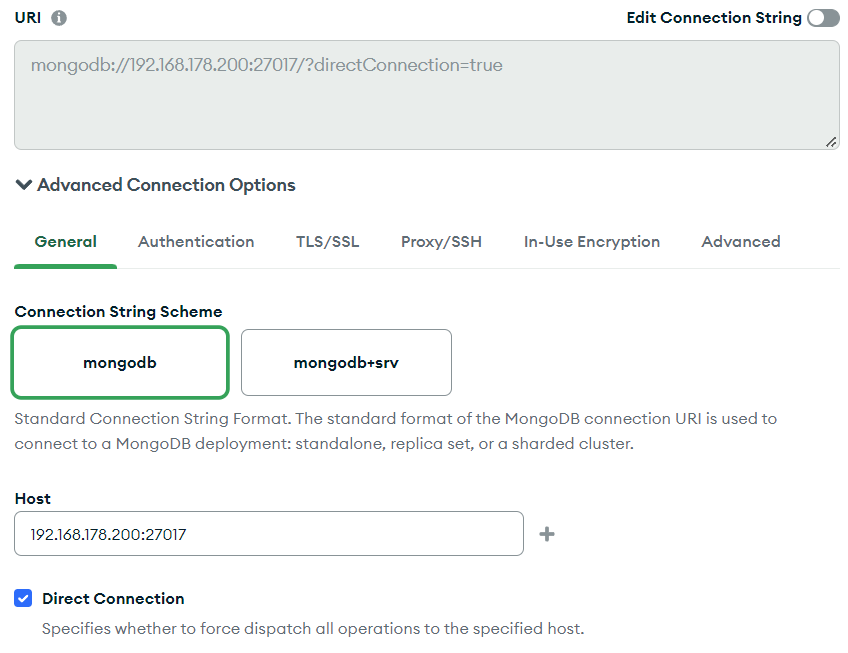 URI
Edit Connection String
mongodb://192.168.178.200:27017/?directConnection=true
Advanced Connection Options
General Authentication TLS/SSL Proxy/SSH In-Use Encryption Advanced
Connection String Scheme
mongodb mongodb+srv
Standard Connection String Format. The standard format of the MongoDB connection URI is used to
connect to a MongoDB deployment: standalone, replica set, or a sharded cluster.
Host
192.168.178.200:27017
Direct Connection
Specifies whether to force dispatch all operations to the specified host.